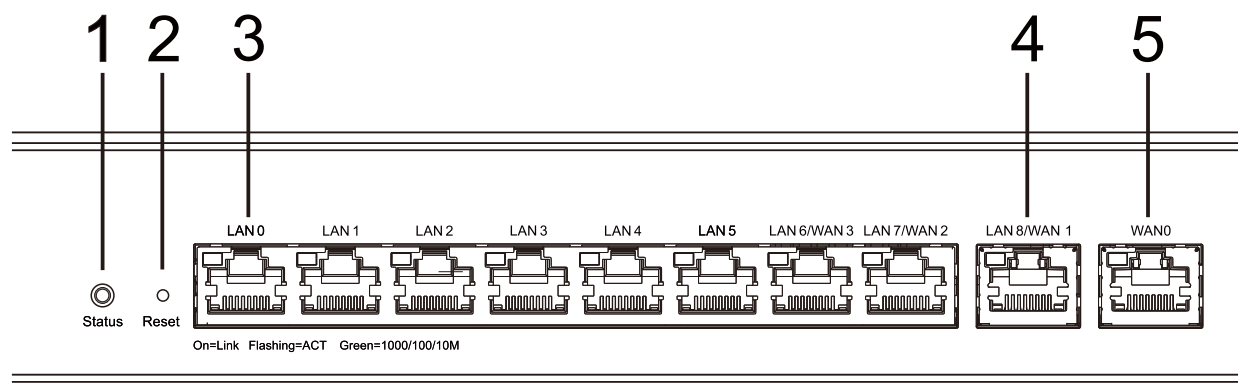 1 2 3 4 5
LAN 0 LAN 1 LAN 2 LAN 3 LAN 4 LAN 5 LAN 6/WAN 3 LAN 7/WAN 2 LAN 8/WAN 1 WAN0
Status Reset
On=Link Flashing=ACT Green=1000/100/10M